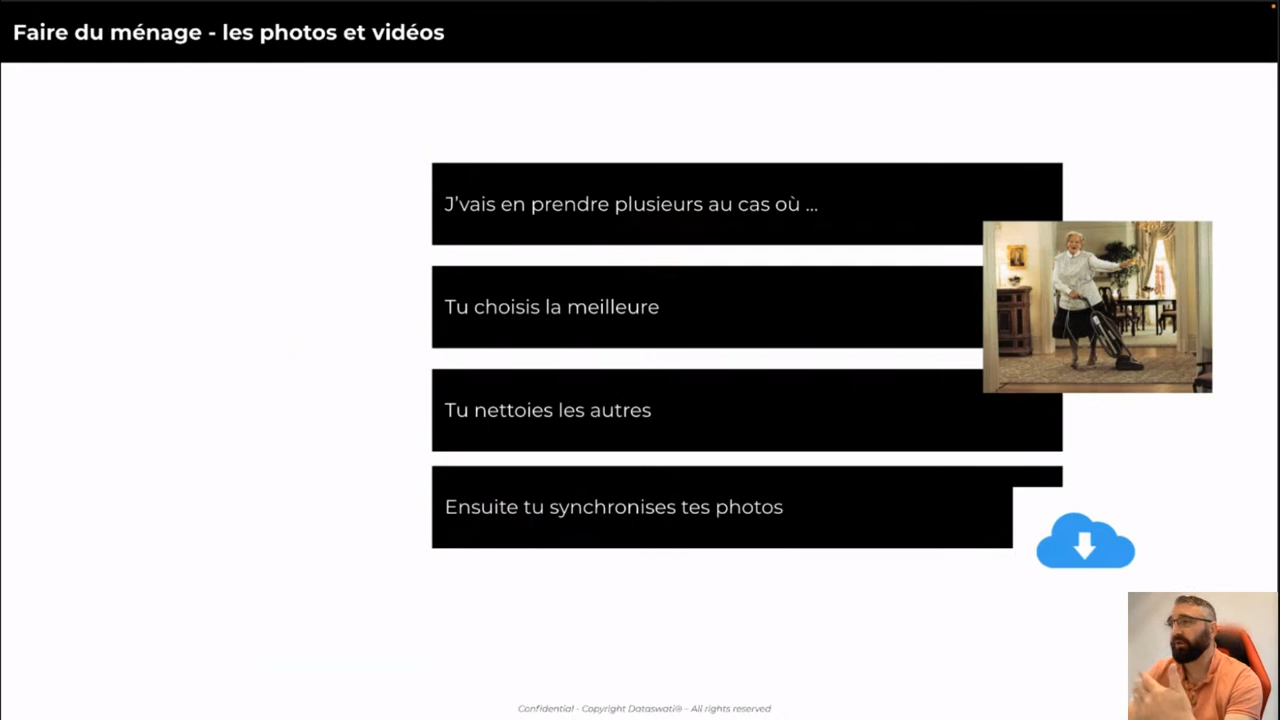 Faire du ménage - les photos et vidéos
J'vais en prendre plusieurs au cas où ...
Tu choisis la meilleure
Tu nettoies les autres
Ensuite tu synchronises tes photos
Confidential - Copyright Dataswati® - All rights reserved